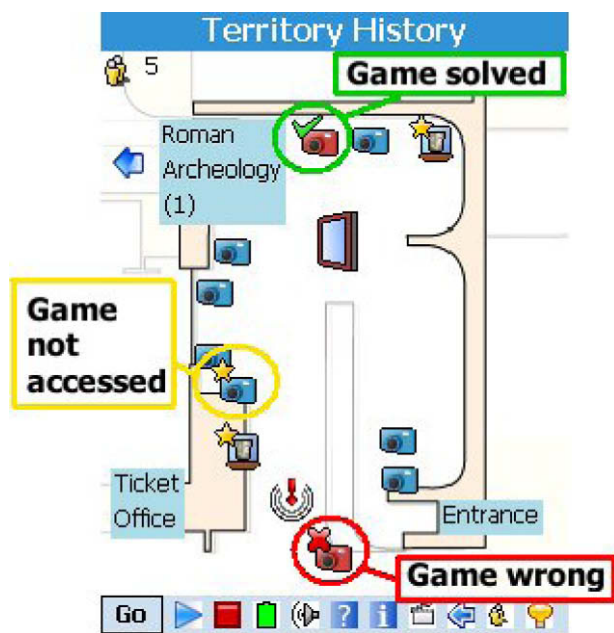 Territory History
5
Game solved
Roman
Archeology
(1)
Game
not
accessed
Ticket
Office
Entrance
Game wrong
Go